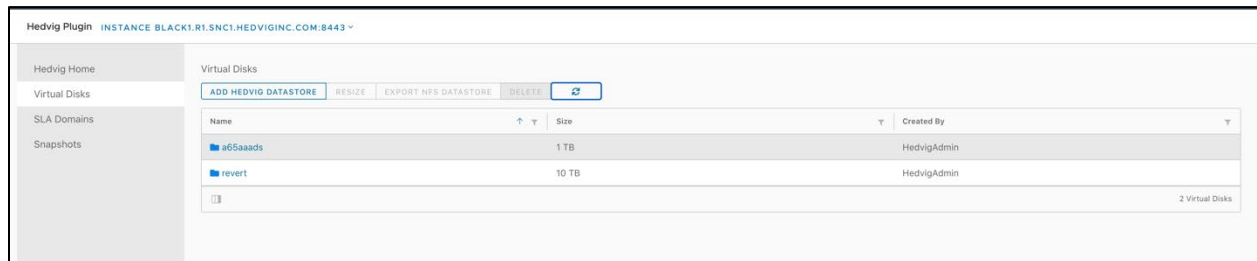 Hedvig Plugin INSTANCE BLACK1.R1.SNC1.HEDVIGINC.COM:8443
Hedvig Home
Virtual Disks
SLA Domains
Snapshots
Virtual Disks
ADD HEDVIG DATASTORE RESIZE EXPORT NFS DATASTORE DELETE
Name Size Created By
a65aaads 1 TB HedvigAdmin
revert 10 TB HedvigAdmin
2 Virtual Disks